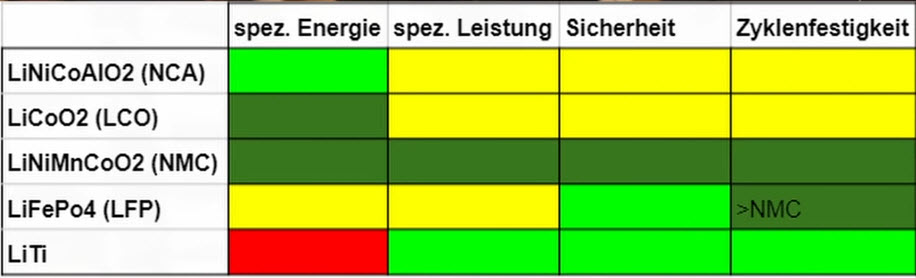 spez. Energie spez. Leistung Sicherheit Zyklenfestigkeit
LiNiCoAlO2 (NCA)
LiCoO2 (LCO)
LiNiMnCoO2 (NMC)
LiFePo4 (LFP) >NMC
LiTi